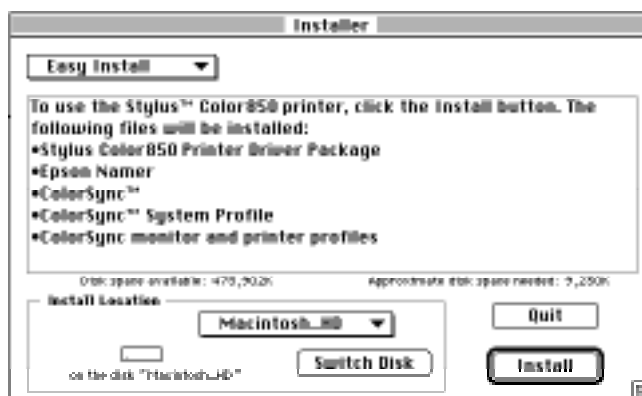 Installer
Easy Install
To use the Stylus™ Color850 printer, click the Install button. The
following files will be installed:
•Stylus Color850 Printer Driver Package
•Epson Namer
•ColorSync™
•ColorSync™ System Profile
•ColorSync monitor and printer profiles
Disk space available: 478,902K Approximate disk space needed: 9,250K
Install Location
Macintosh_HD
Quit
Switch Disk
Install
on the disk "Macintosh_HD"